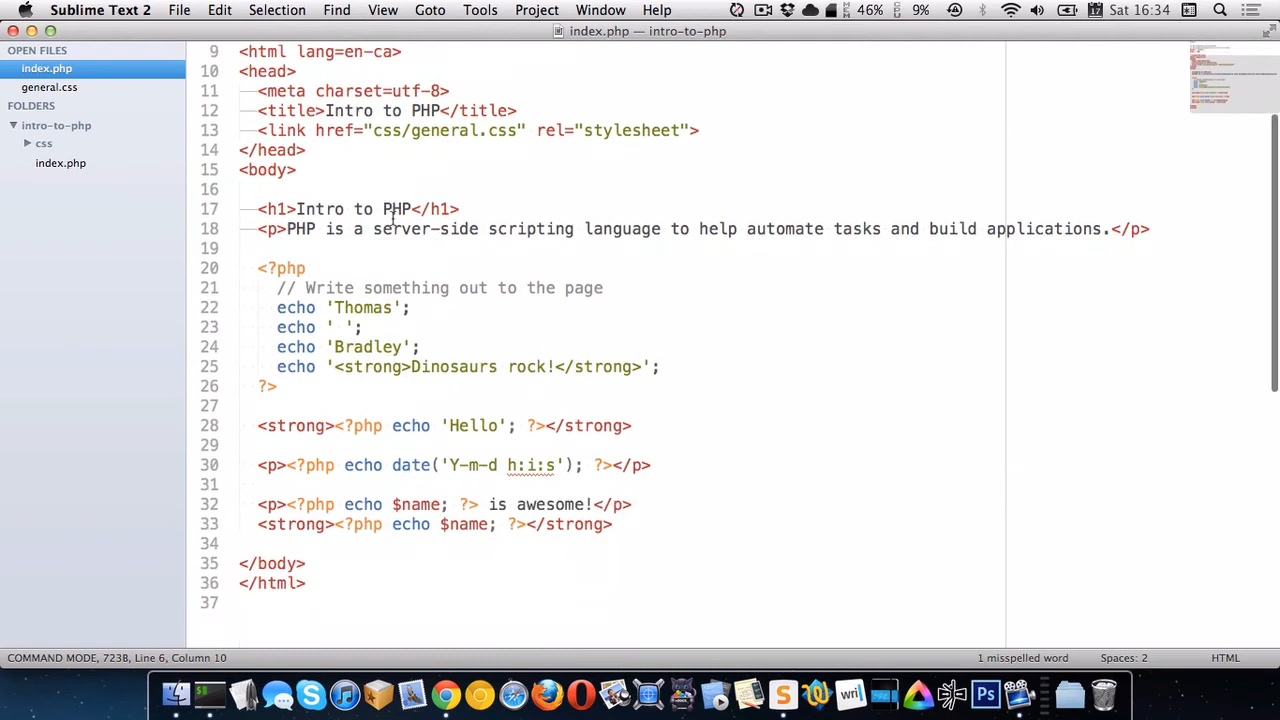 Sublime Text 2 File Edit Selection Find View Goto Tools Project Window Help 46% 9% Sat 16:34
index.php — intro-to-php
OPEN FILES
index.php
general.css
FOLDERS
intro-to-php
css
index.php
9 <html lang=en-ca>
10 <head>
11 <meta charset=utf-8>
12 <title>Intro to PHP</title>
13 <link href="css/general.css" rel="stylesheet">
14 </head>
15 <body>
16
17 <h1>Intro to PHP</h1>
18 <p>PHP is a server-side scripting language to help automate tasks and build applications.</p>
19
20 <?php
21 // Write something out to the page
22 echo 'Thomas';
23 echo ' ';
24 echo 'Bradley';
25 echo '<strong>Dinosaurs rock!</strong>';
26 ?>
27
28 <strong><?php echo 'Hello'; ?></strong>
29
30 <p><?php echo date('Y-m-d h:i:s'); ?></p>
31
32 <p><?php echo $name; ?> is awesome!</p>
33 <strong><?php echo $name; ?></strong>
34
35 </body>
36 </html>
37
COMMAND MODE, 723B, Line 6, Column 10 1 misspelled word Spaces: 2 HTML
wri Ps